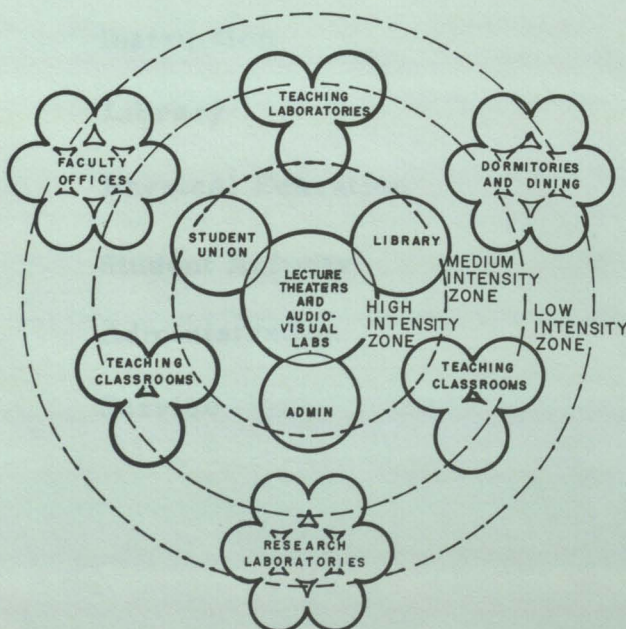 TEACHING
LABORATORIES
FACULTY
OFFICES
DORMITORIES
AND DINING
STUDENT
UNION
LIBRARY
LECTURE
THEATERS
AND
AUDIO-
VISUAL
LABS
HIGH
INTENSITY
ZONE
MEDIUM
INTENSITY
ZONE
LOW
INTENSITY
ZONE
TEACHING
CLASSROOMS
ADMIN
TEACHING
CLASSROOMS
RESEARCH
LABORATORIES